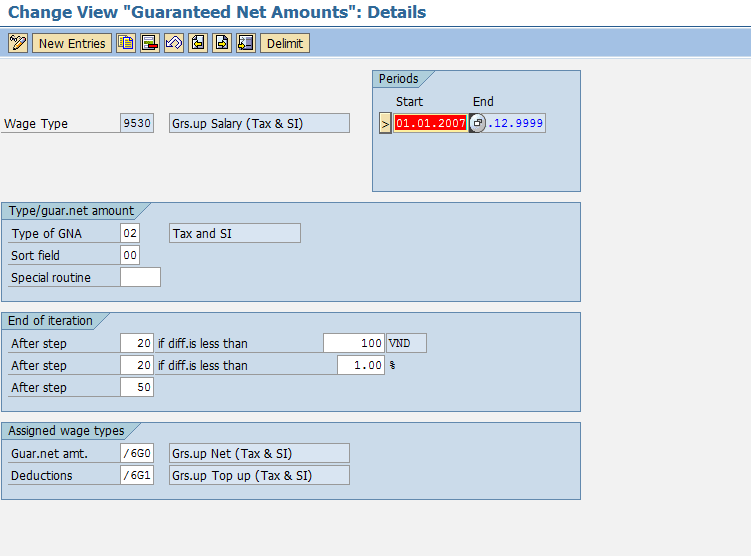 Change View "Guaranteed Net Amounts": Details
New Entries Delimit
Periods
Start End
Wage Type 9530 Grs.up Salary (Tax & SI) > 01.01.2007 .12.9999
Type/guar.net amount
Type of GNA 02 Tax and SI
Sort field 00
Special routine
End of iteration
After step 20 if diff.is less than 100 VND
After step 20 if diff.is less than 1.00 %
After step 50
Assigned wage types
Guar.net amt. /6G0 Grs.up Net (Tax & SI)
Deductions /6G1 Grs.up Top up (Tax & SI)